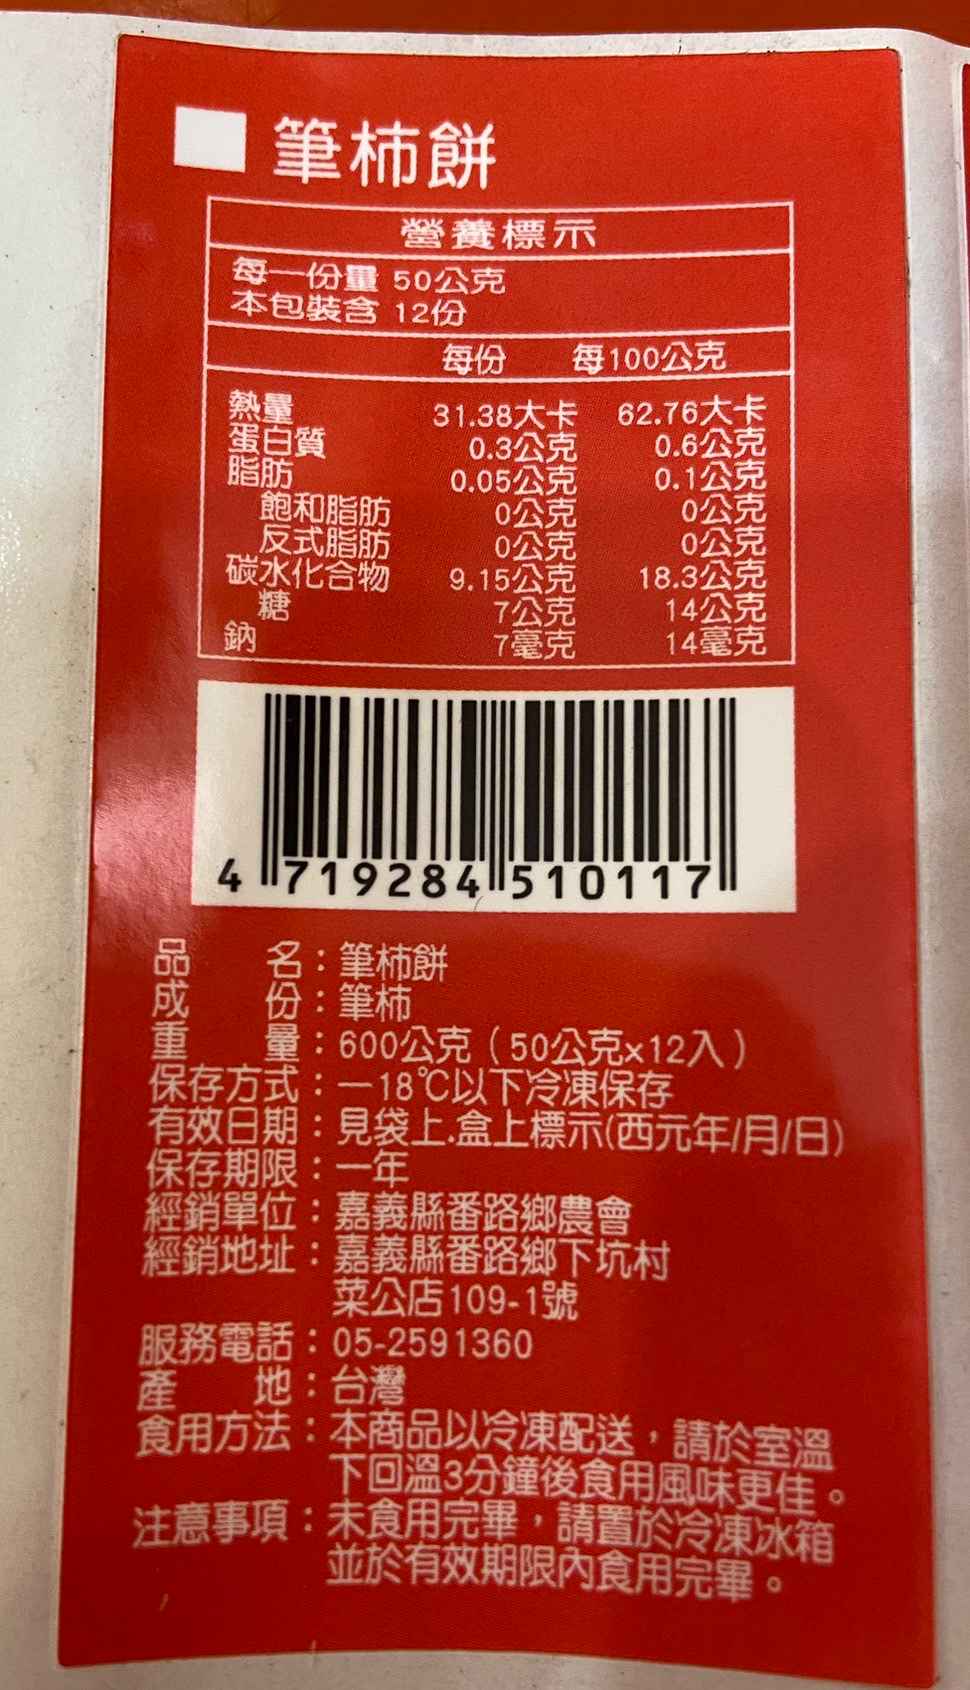 筆柿餅
營養標示
每一份量 50公克
本包裝含 12份
每份 每100公克
熱量 31.38大卡 62.76大卡
蛋白質 0.3公克 0.6公克
脂肪 0.05公克 0.1公克
飽和脂肪 0公克 0公克
反式脂肪 0公克 0公克
碳水化合物 9.15公克 18.3公克
糖 7公克 14公克
鈉 7毫克 14毫克
4 719284 510117
品名：筆柿餅
成份：筆柿
重量：600公克（50公克×12入）
保存方式：－18℃以下冷凍保存
有效日期：見袋上.盒上標示(西元年/月/日)
保存期限：一年
經銷單位：嘉義縣番路鄉農會
經銷地址：嘉義縣番路鄉下坑村
菜公店109-1號
服務電話：05-2591360
產地：台灣
食用方法：本商品以冷凍配送，請於室溫
下回溫3分鐘後食用風味更佳。
注意事項：未食用完畢，請置於冷凍冰箱
並於有效期限內食用完畢。